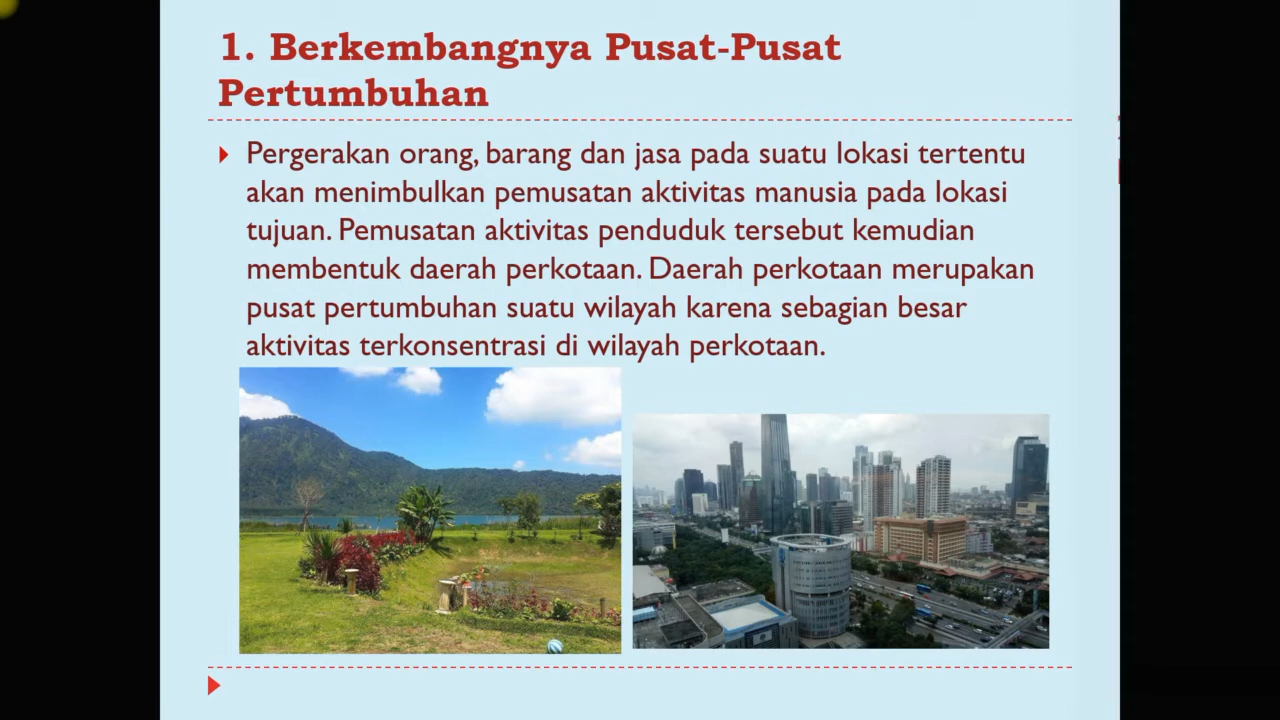 1. Berkembangnya Pusat-Pusat
Pertumbuhan
Pergerakan orang, barang dan jasa pada suatu lokasi tertentu
akan menimbulkan pemusatan aktivitas manusia pada lokasi
tujuan. Pemusatan aktivitas penduduk tersebut kemudian
membentuk daerah perkotaan. Daerah perkotaan merupakan
pusat pertumbuhan suatu wilayah karena sebagian besar
aktivitas terkonsentrasi di wilayah perkotaan.